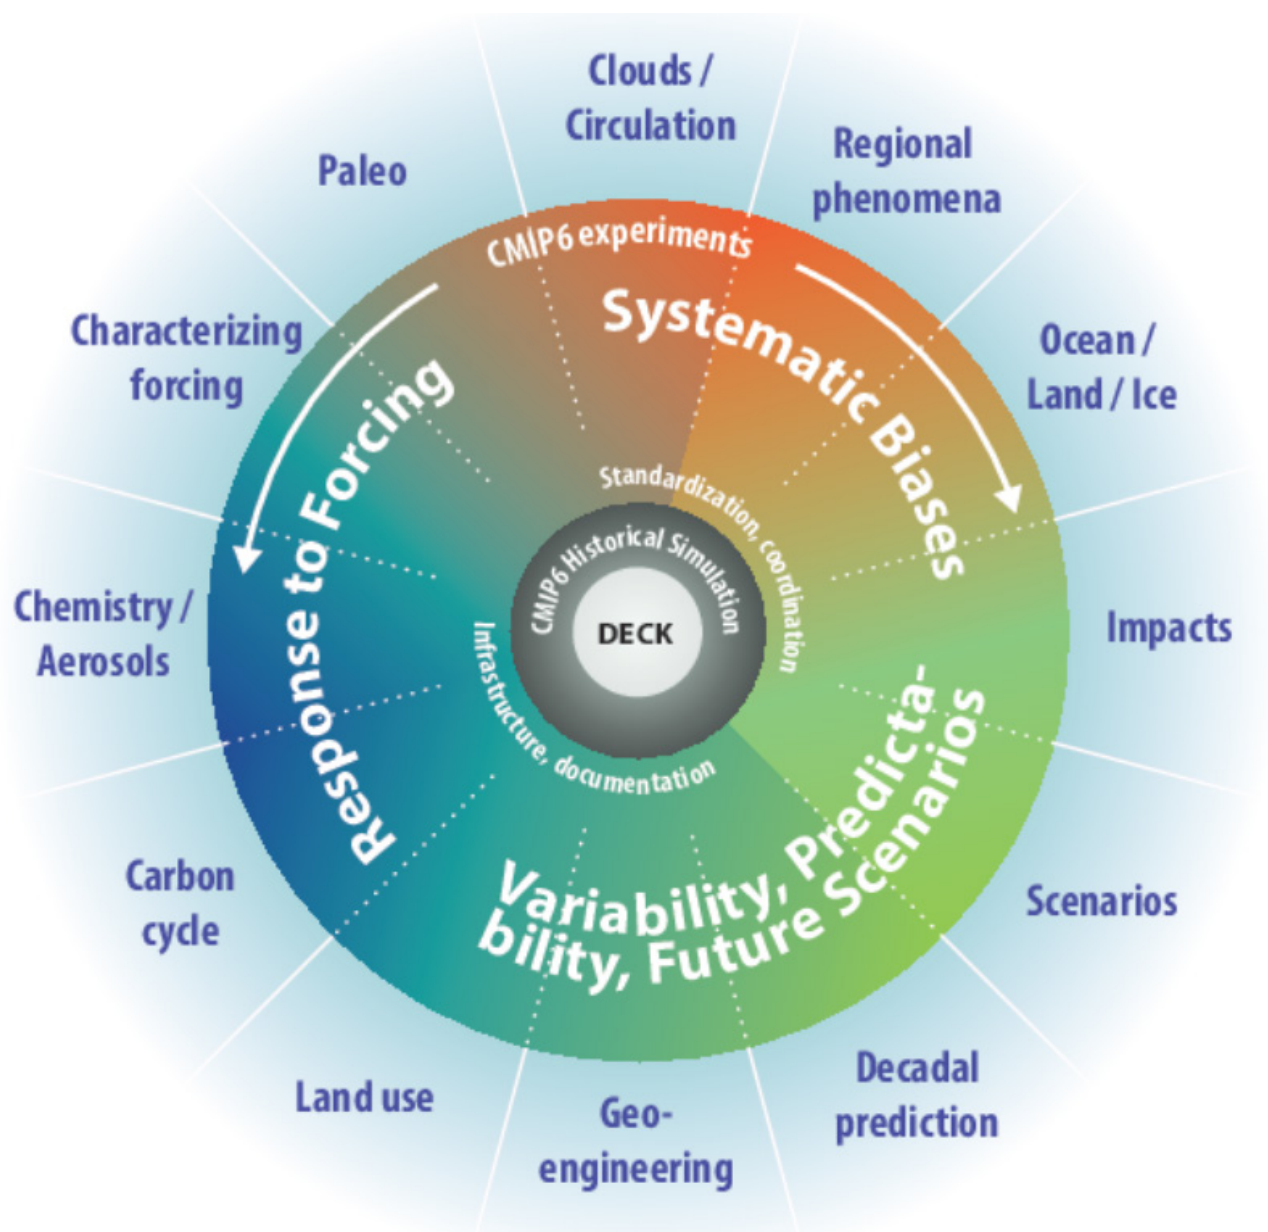 Clouds /
Circulation
Regional
phenomena
Ocean /
Land / Ice
Impacts
Scenarios
Decadal
prediction
Geo-
engineering
Land use
Carbon
cycle
Chemistry /
Aerosols
Characterizing
forcing
Paleo
CMIP6 experiments
Systematic Biases
Variability, Predicta-
bility, Future Scenarios
Response to Forcing
Standardization, coordination
Infrastructure, documentation
CMIP6 Historical Simulation
DECK